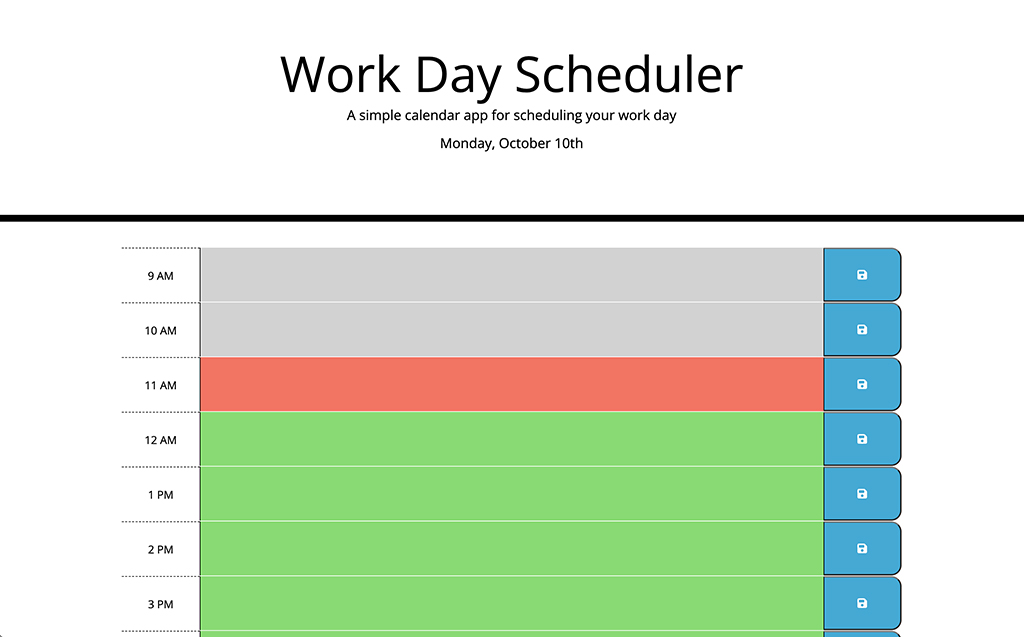 Work Day Scheduler
A simple calendar app for scheduling your work day
Monday, October 10th
9 AM
10 AM
11 AM
12 AM
1 PM
2 PM
3 PM